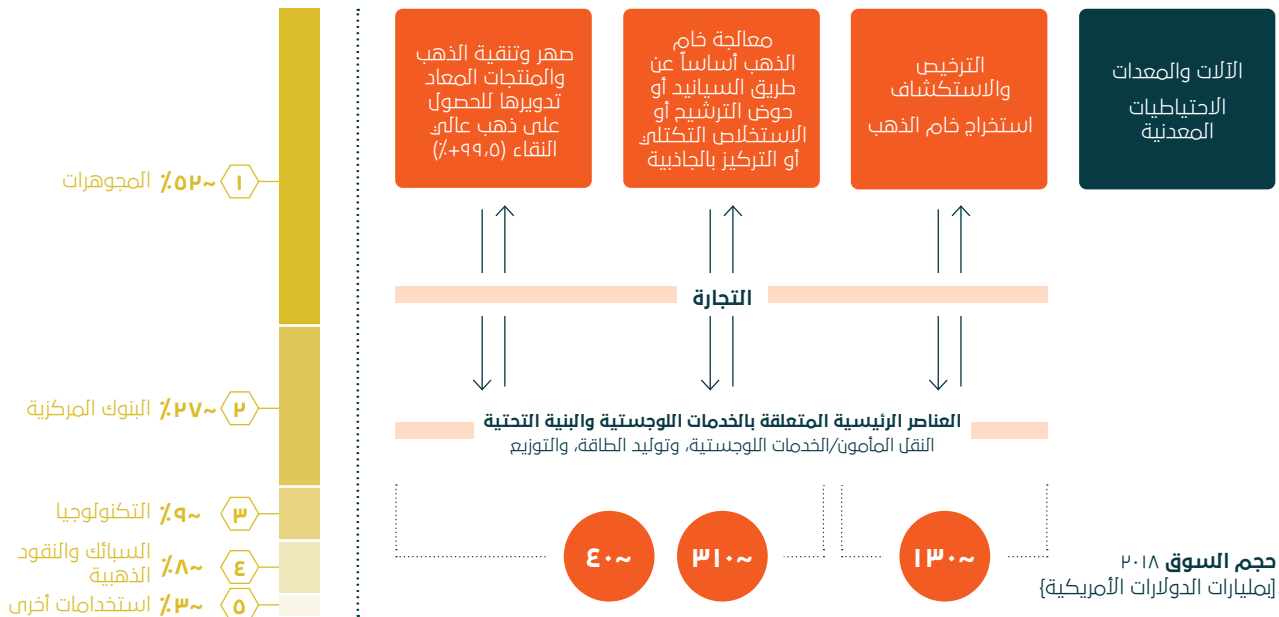 الآلات والمعدات
الاحتياطيات
المعدنية
الترخيص
والاستكشاف
استخراج خام الذهب
معالجة خام
الذهب أساساً عن
طريق السيانيد أو
حوض الترشيح أو
الاستخلاص التكتلي
أو التركيز بالجاذبية
صهر وتنقية الذهب
والمنتجات المعاد
تدويرها للحصول
على ذهب عالي
النقاء (٩٩،٥+٪)
التجارة
العناصر الرئيسية المتعلقة بالخدمات اللوجستية والبنية التحتية
النقل المأمون/الخدمات اللوجستية، وتوليد الطاقة، والتوزيع
حجم السوق ٢٠١٨
[بمليارات الدولارات الأمريكية}
~١٣٠
~٣١٠
~٤٠
١ ~٥٢٪ المجوهرات
٢ ~٢٧٪ البنوك المركزية
٣ ~٩٪ التكنولوجيا
٤ ~٨٪ السبائك والنقود
الذهبية
٥ ~٣٪ استخدامات أخرى